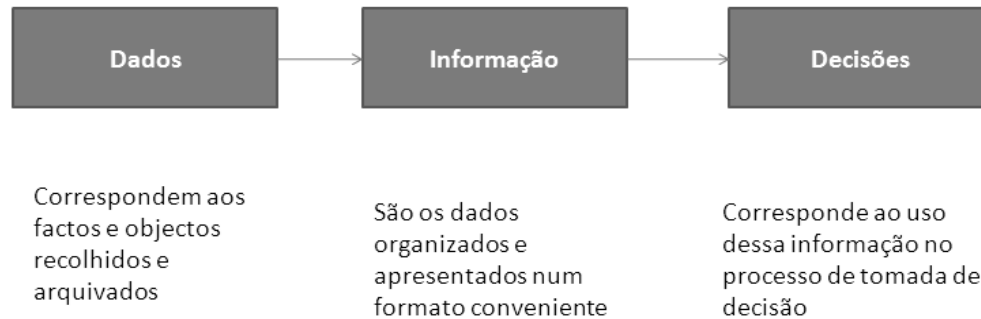 Dados
Informação
Decisões
Correspondem aos
factos e objectos
recolhidos e
arquivados
São os dados
organizados e
apresentados num
formato conveniente
Corresponde ao uso
dessa informação no
processo de tomada de
decisão